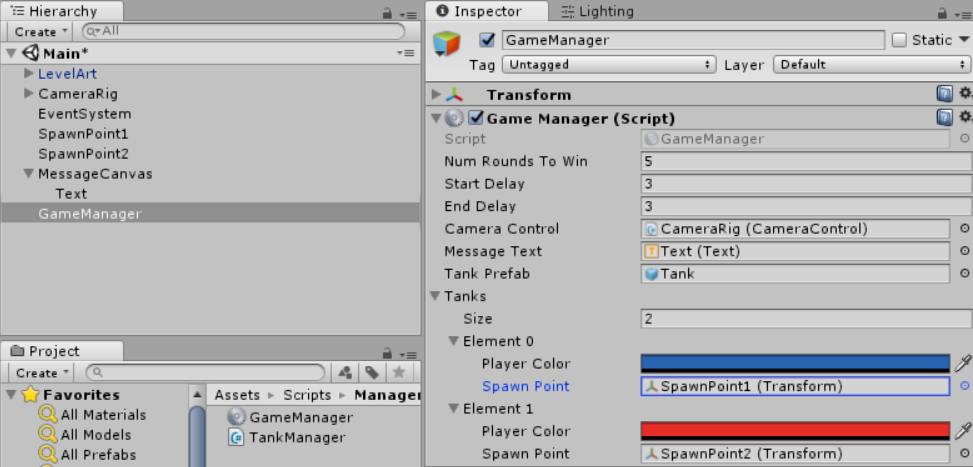 Hierarchy
Create
All
Main*
LevelArt
CameraRig
EventSystem
SpawnPoint1
SpawnPoint2
MessageCanvas
Text
GameManager
Project
Create
Favorites
All Materials
All Models
All Prefabs
Assets Scripts Manager
GameManager
TankManager
Inspector
Lighting
GameManager
Static
Tag Untagged Layer Default
Transform
Game Manager (Script)
Script GameManager
Num Rounds To Win 5
Start Delay 3
End Delay 3
Camera Control CameraRig (CameraControl)
Message Text Text (Text)
Tank Prefab Tank
Tanks
Size 2
Element 0
Player Color
Spawn Point SpawnPoint1 (Transform)
Element 1
Player Color
Spawn Point SpawnPoint2 (Transform)